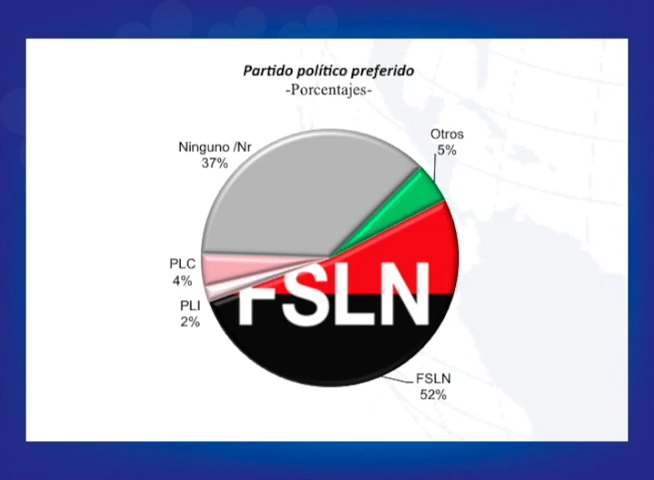 Partido político preferido
-Porcentajes-
Otros
5%
Ninguno /Nr
37%
PLC
4%
PLI
2%
FSLN
FSLN
52%